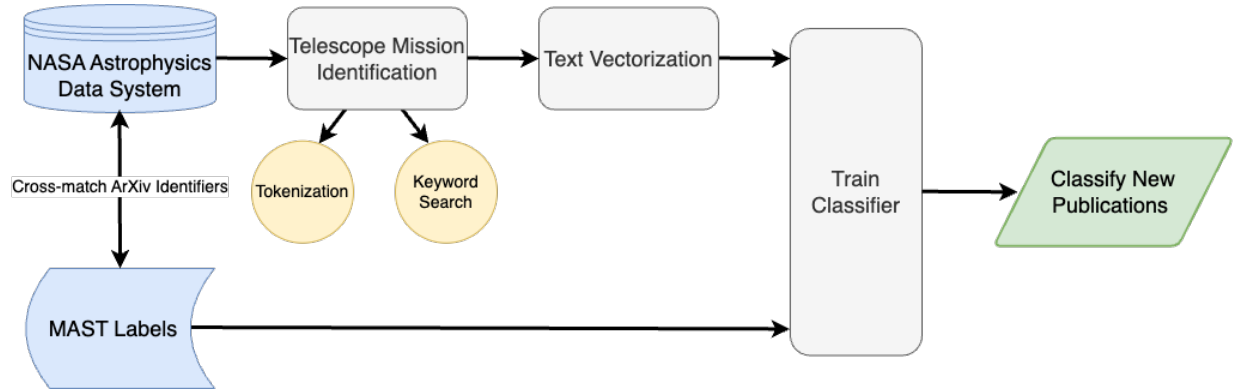 NASA Astrophysics
Data System
Telescope Mission
Identification
Text Vectorization
Tokenization
Keyword
Search
Cross-match ArXiv Identifiers
MAST Labels
Train
Classifier
Classify New
Publications